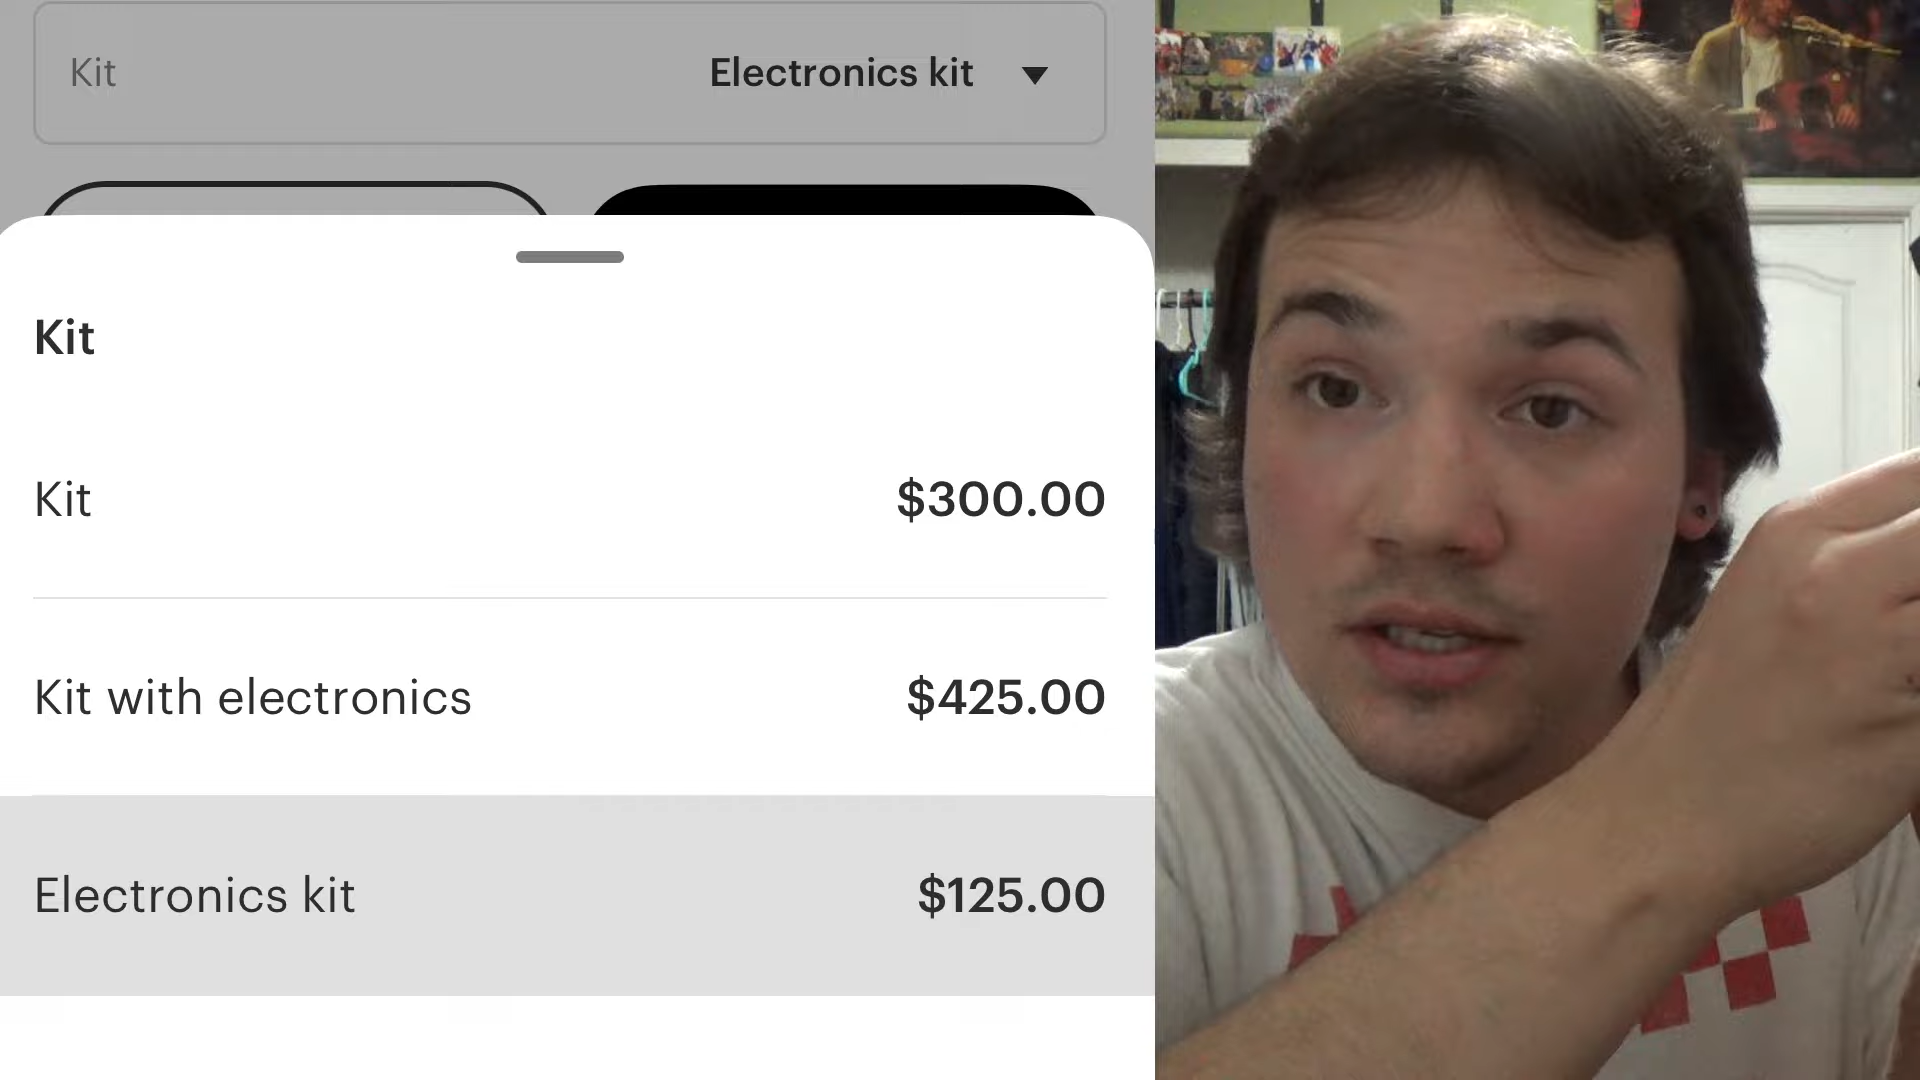 Kit Electronics kit
Kit
Kit $300.00
Kit with electronics $425.00
Electronics kit $125.00